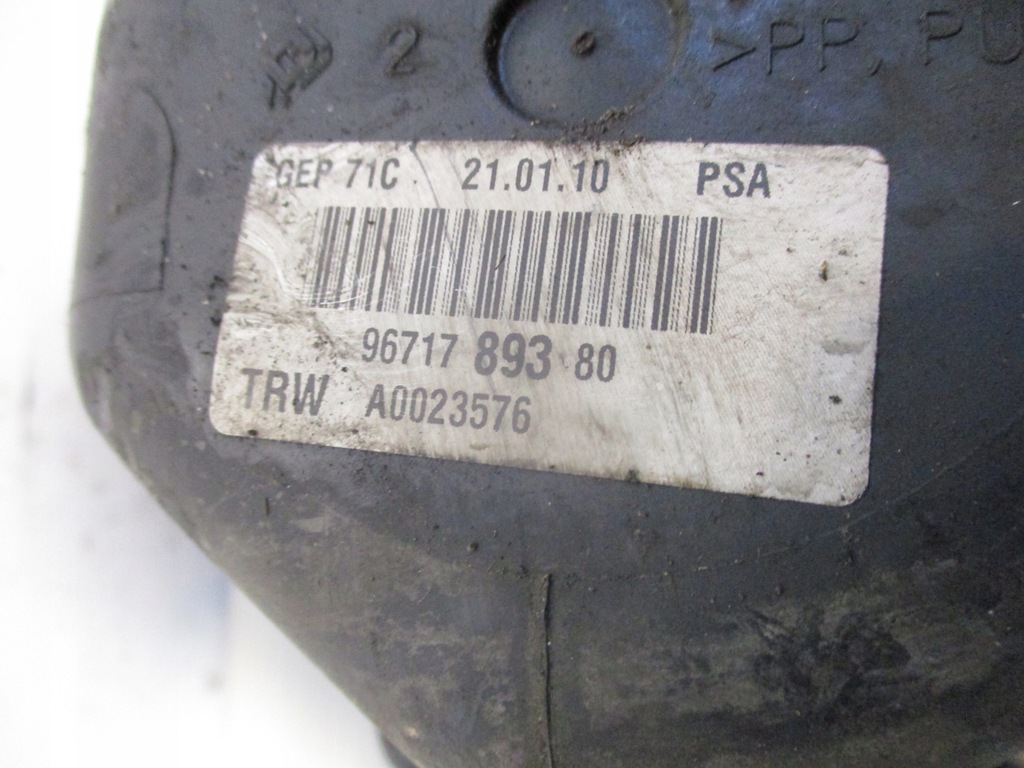 2 >PP, PU
GEP 71C 21.01.10 PSA
96717 893 80
TRW A0023576